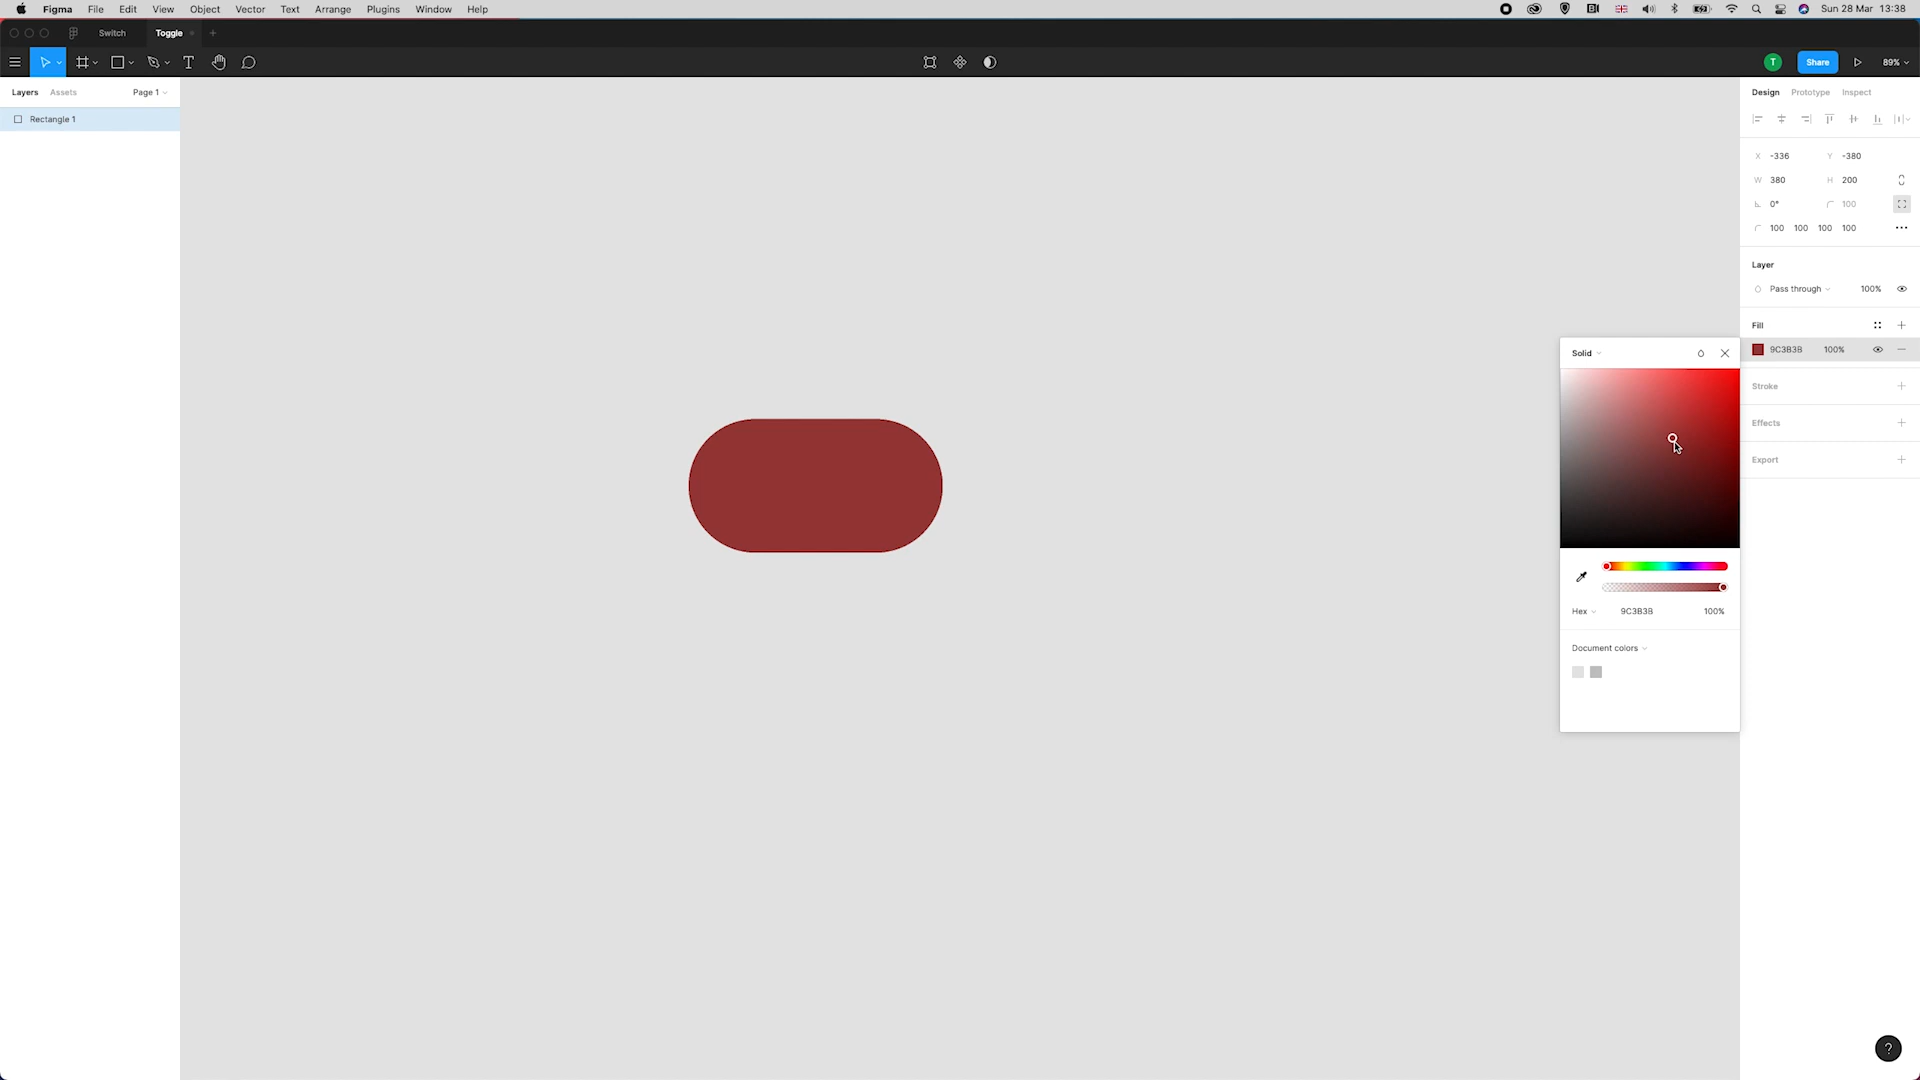 Figma File Edit View Object Vector Text Arrange Plugins Window Help Sun 28 Mar 13:38
Switch Toggle
T Share 89%
Layers Assets Page 1
Design Prototype Inspect
Rectangle 1
X -336 Y -380
W 380 H 200
0° 100
100 100 100 100
Layer
Pass through 100%
Fill
Solid
9C3B3B 100%
Stroke
Effects
Export
Hex 9C3B3B 100%
Document colors
?